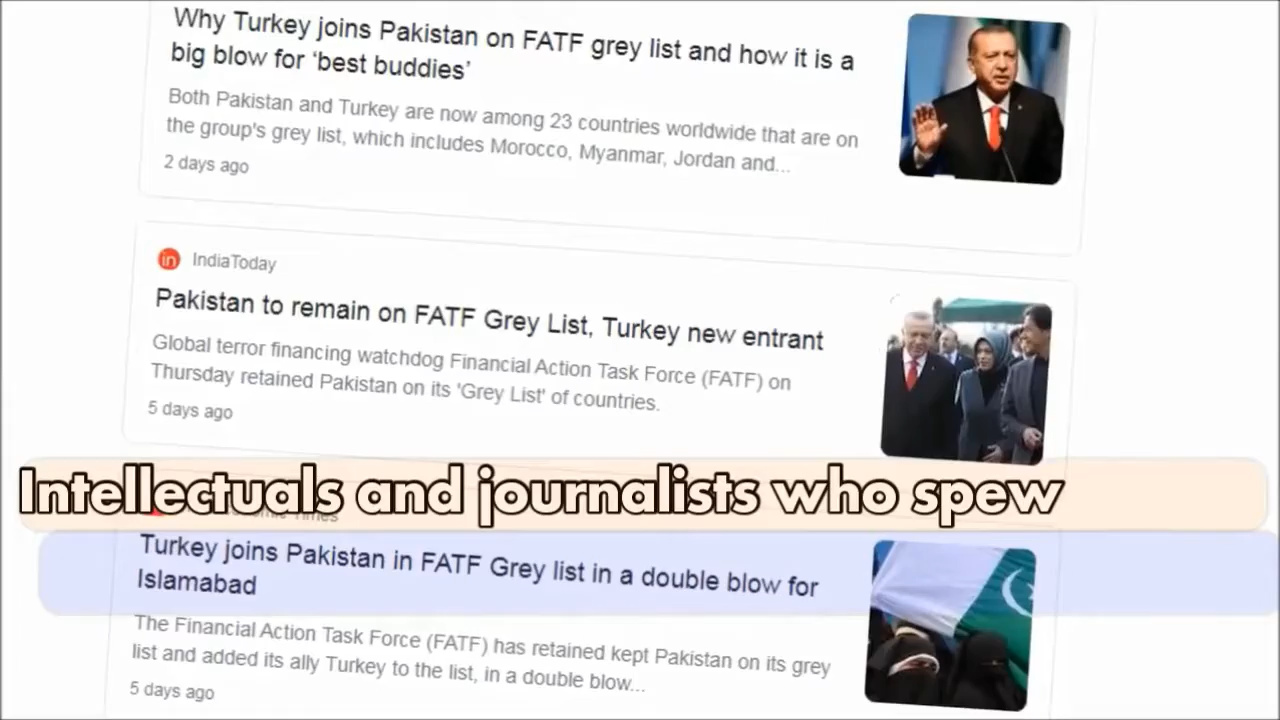 Why Turkey joins Pakistan on FATF grey list and how it is a
big blow for ‘best buddies’
Both Pakistan and Turkey are now among 23 countries worldwide that are on
the group's grey list, which includes Morocco, Myanmar, Jordan and...
2 days ago
in IndiaToday
Pakistan to remain on FATF Grey List, Turkey new entrant
Global terror financing watchdog Financial Action Task Force (FATF) on
Thursday retained Pakistan on its 'Grey List' of countries.
5 days ago
Intellectuals and journalists who spew
Times
Turkey joins Pakistan in FATF Grey list in a double blow for
Islamabad
The Financial Action Task Force (FATF) has retained kept Pakistan on its grey
list and added its ally Turkey to the list, in a double blow...
5 days ago